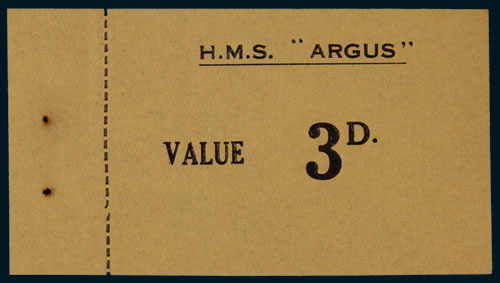 H.M.S. "ARGUS"
VALUE 3D.